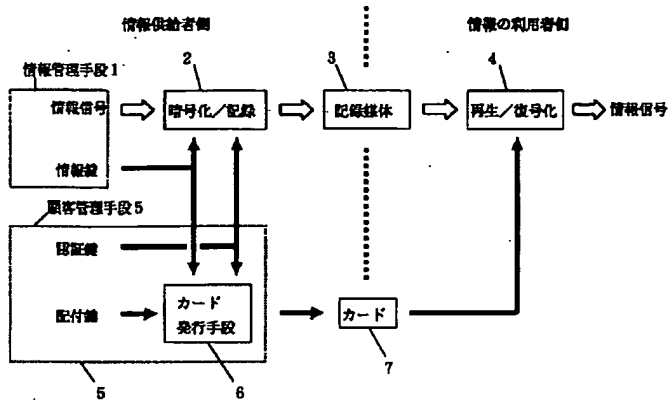 情報供給者側
情報の利用者側
情報管理手段1
2
3
4
情報信号
暗号化／記録
記録媒体
再生／復号化
情報信号
情報鍵
顧客管理手段5
認証鍵
配付鍵
カード
発行手段
カード
5
6
7